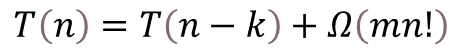 T(n) = T(n − k) + Ω(mn!)